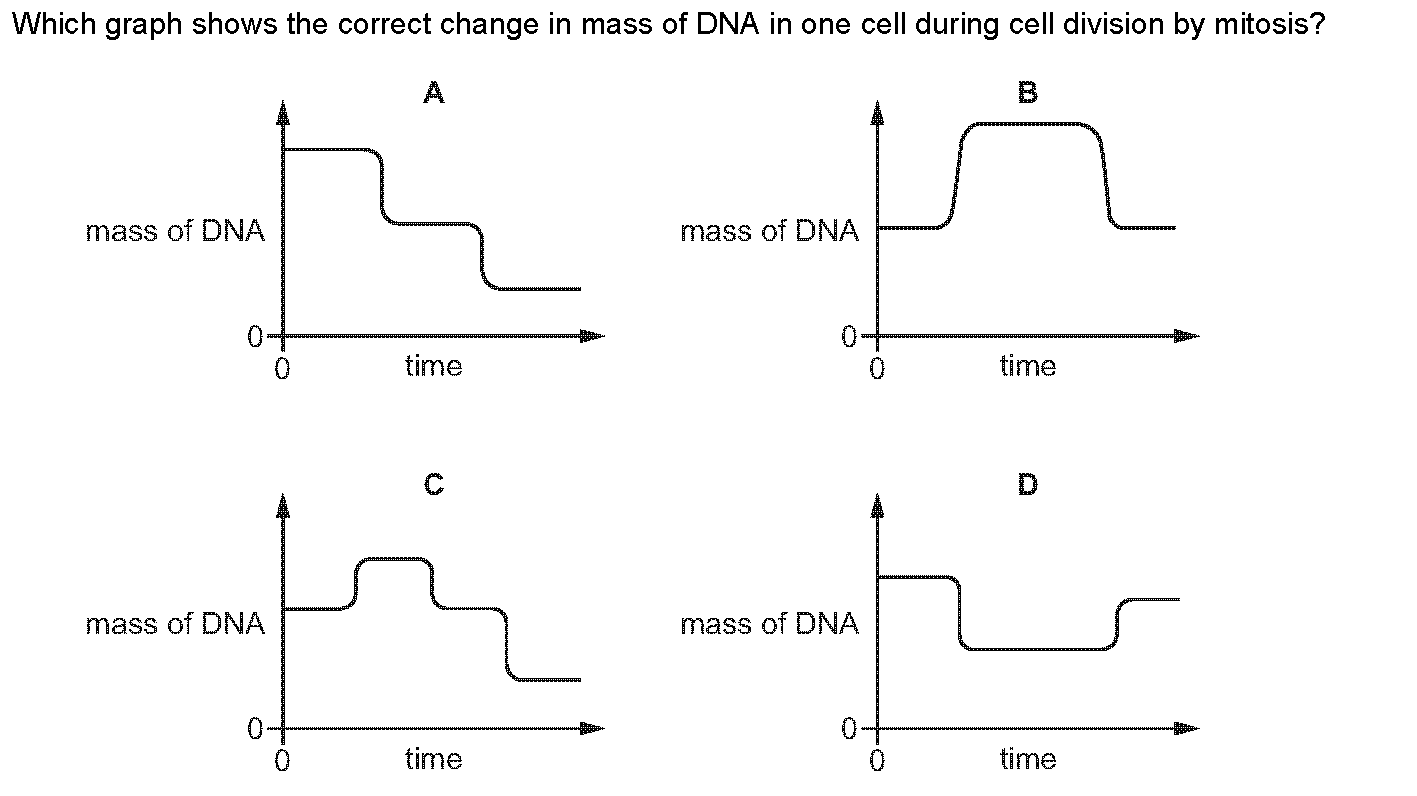 Which graph shows the correct change in mass of DNA in one cell during cell division by mitosis?
A
mass of DNA
0
0
time
B
mass of DNA
0
0
time
C
mass of DNA
0
0
time
D
mass of DNA
0
0
time